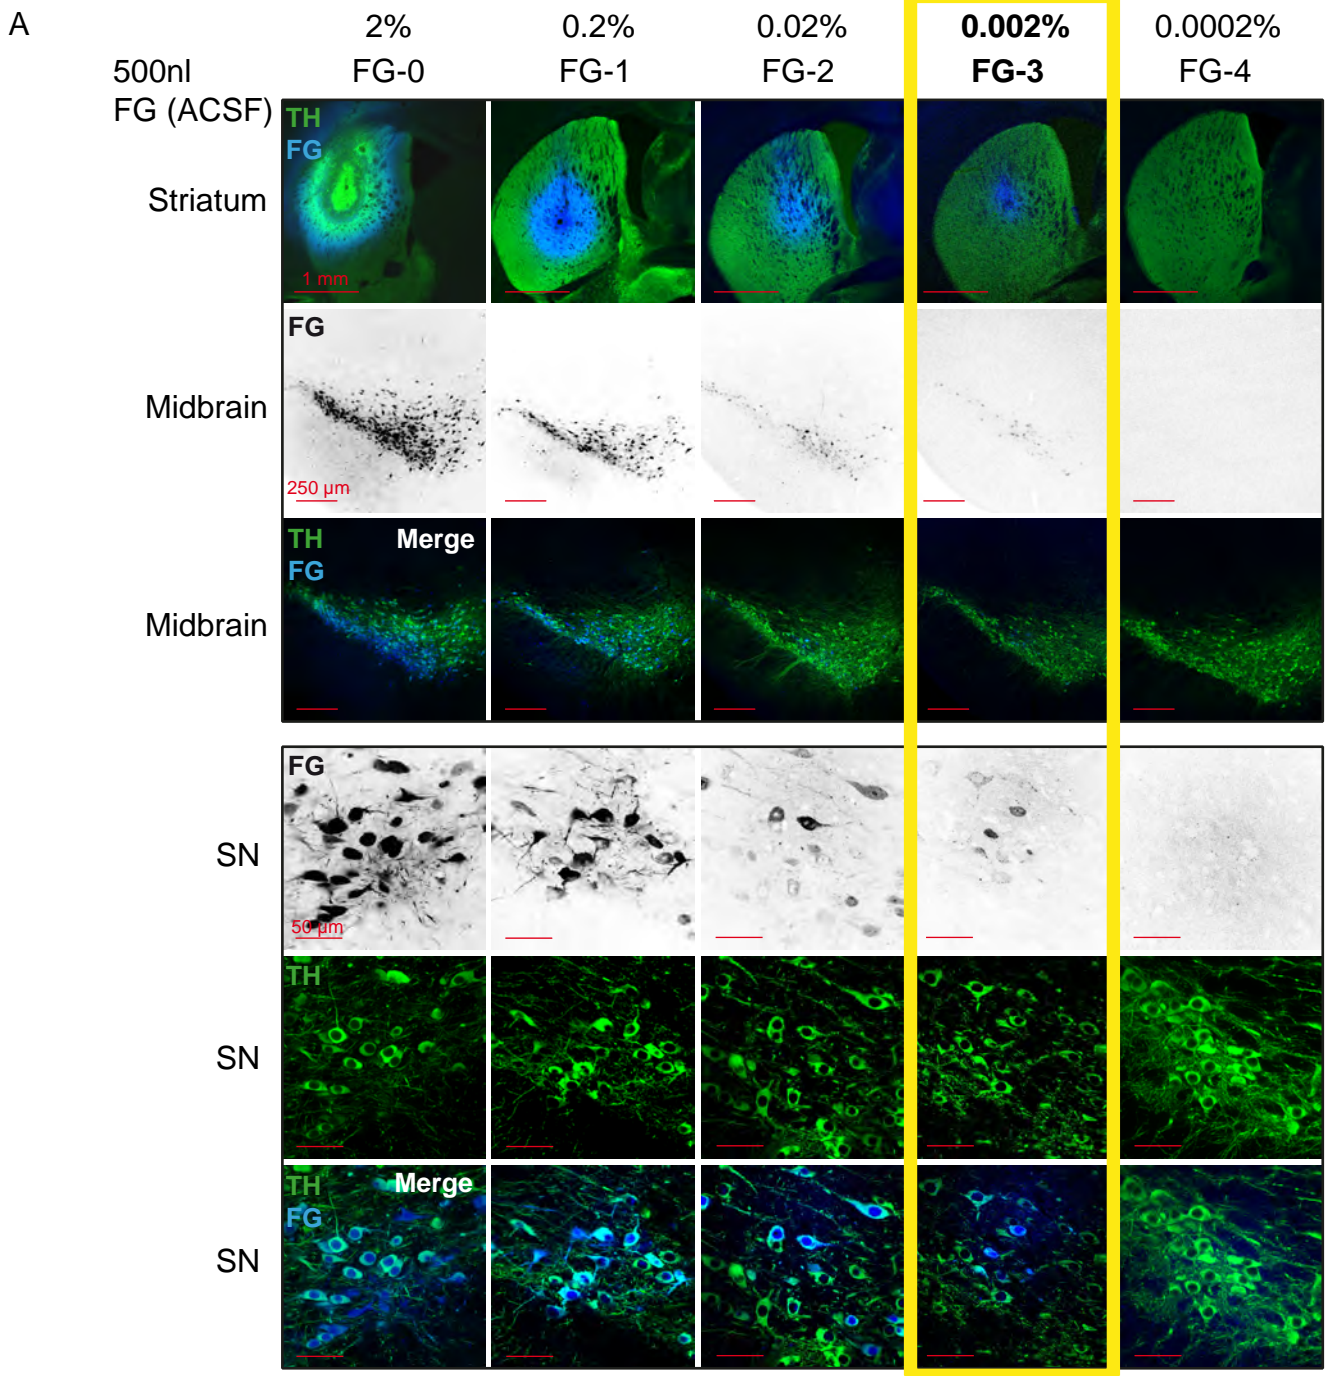 A
2% 0.2% 0.02% 0.002% 0.0002%
500nl FG-0 FG-1 FG-2 FG-3 FG-4
FG (ACSF)
TH
FG
Striatum
1 mm
FG
Midbrain
250 µm
TH Merge
FG
Midbrain
FG
SN
50 µm
TH
SN
TH Merge
FG
SN